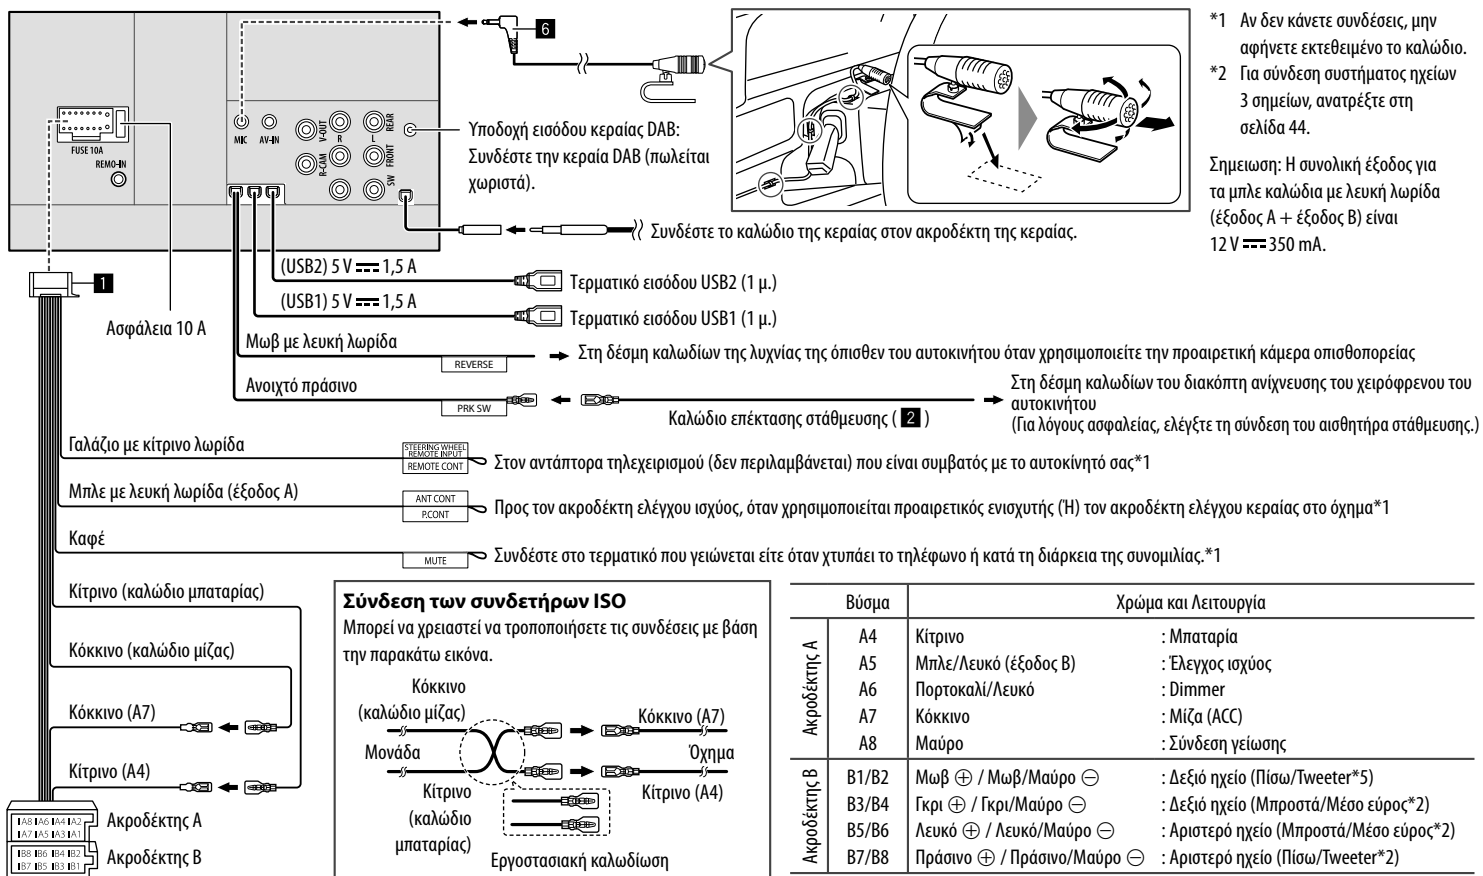 6
*1 Αν δεν κάνετε συνδέσεις, μην
αφήνετε εκτεθειμένο το καλώδιο.
*2 Για σύνδεση συστήματος ηχείων
3 σημείων, ανατρέξτε στη
σελίδα 44.
Σημειωση: Η συνολική έξοδος για
τα μπλε καλώδια με λευκή λωρίδα
(έξοδος A + έξοδος B) είναι
12 V 350 mA.
FUSE 10A
REMO-IN
MIC
AV-IN
V-OUT
R-CAM
R
L
REAR
FRONT
SW
Υποδοχή εισόδου κεραίας DAB:
Συνδέστε την κεραία DAB (πωλείται
χωριστά).
Συνδέστε το καλώδιο της κεραίας στον ακροδέκτη της κεραίας.
1
Ασφάλεια 10 A
(USB2) 5 V 1,5 A
Τερματικό εισόδου USB2 (1 μ.)
(USB1) 5 V 1,5 A
Τερματικό εισόδου USB1 (1 μ.)
Μωβ με λευκή λωρίδα
REVERSE
Στη δέσμη καλωδίων της λυχνίας της όπισθεν του αυτοκινήτου όταν χρησιμοποιείτε την προαιρετική κάμερα οπισθοπορείας
Ανοιχτό πράσινο
PRK SW
Καλώδιο επέκτασης στάθμευσης ( 2 )
Στη δέσμη καλωδίων του διακόπτη ανίχνευσης του χειρόφρενου του
αυτοκινήτου
(Για λόγους ασφαλείας, ελέγξτε τη σύνδεση του αισθητήρα στάθμευσης.)
Γαλάζιο με κίτρινο λωρίδα
STEERING WHEEL
REMOTE INPUT
REMOTE CONT
Στον αντάπτορα τηλεχειρισμού (δεν περιλαμβάνεται) που είναι συμβατός με το αυτοκίνητό σας*1
Μπλε με λευκή λωρίδα (έξοδος A)
ANT CONT
P.CONT
Προς τον ακροδέκτη ελέγχου ισχύος, όταν χρησιμοποιείται προαιρετικός ενισχυτής (Ή) τον ακροδέκτη ελέγχου κεραίας στο όχημα*1
Καφέ
MUTE
Συνδέστε στο τερματικό που γειώνεται είτε όταν χτυπάει το τηλέφωνο ή κατά τη διάρκεια της συνομιλίας.*1
Κίτρινο (καλώδιο μπαταρίας)
Κόκκινο (καλώδιο μίζας)
Κόκκινο (A7)
Κίτρινο (A4)
A8 A6 A4 A2
A7 A5 A3 A1
Ακροδέκτης A
B8 B6 B4 B2
B7 B5 B3 B1
Ακροδέκτης B
Σύνδεση των συνδετήρων ISO
Μπορεί να χρειαστεί να τροποποιήσετε τις συνδέσεις με βάση
την παρακάτω εικόνα.
Κόκκινο
(καλώδιο μίζας)
Κόκκινο (A7)
Μονάδα
Όχημα
Κίτρινο
(καλώδιο
μπαταρίας)
Κίτρινο (A4)
Εργοστασιακή καλωδίωση
Βύσμα Χρώμα και Λειτουργία
Ακροδέκτης A
A4 Κίτρινο : Μπαταρία
A5 Μπλε/Λευκό (έξοδος B) : Έλεγχος ισχύος
A6 Πορτοκαλί/Λευκό : Dimmer
A7 Κόκκινο : Μίζα (ACC)
A8 Μαύρο : Σύνδεση γείωσης
Ακροδέκτης B
B1/B2 Μωβ ⊕ / Μωβ/Μαύρο ⊖ : Δεξιό ηχείο (Πίσω/Tweeter*5)
B3/B4 Γκρι ⊕ / Γκρι/Μαύρο ⊖ : Δεξιό ηχείο (Μπροστά/Μέσο εύρος*2)
B5/B6 Λευκό ⊕ / Λευκό/Μαύρο ⊖ : Αριστερό ηχείο (Μπροστά/Μέσο εύρος*2)
B7/B8 Πράσινο ⊕ / Πράσινο/Μαύρο ⊖ : Αριστερό ηχείο (Πίσω/Tweeter*2)